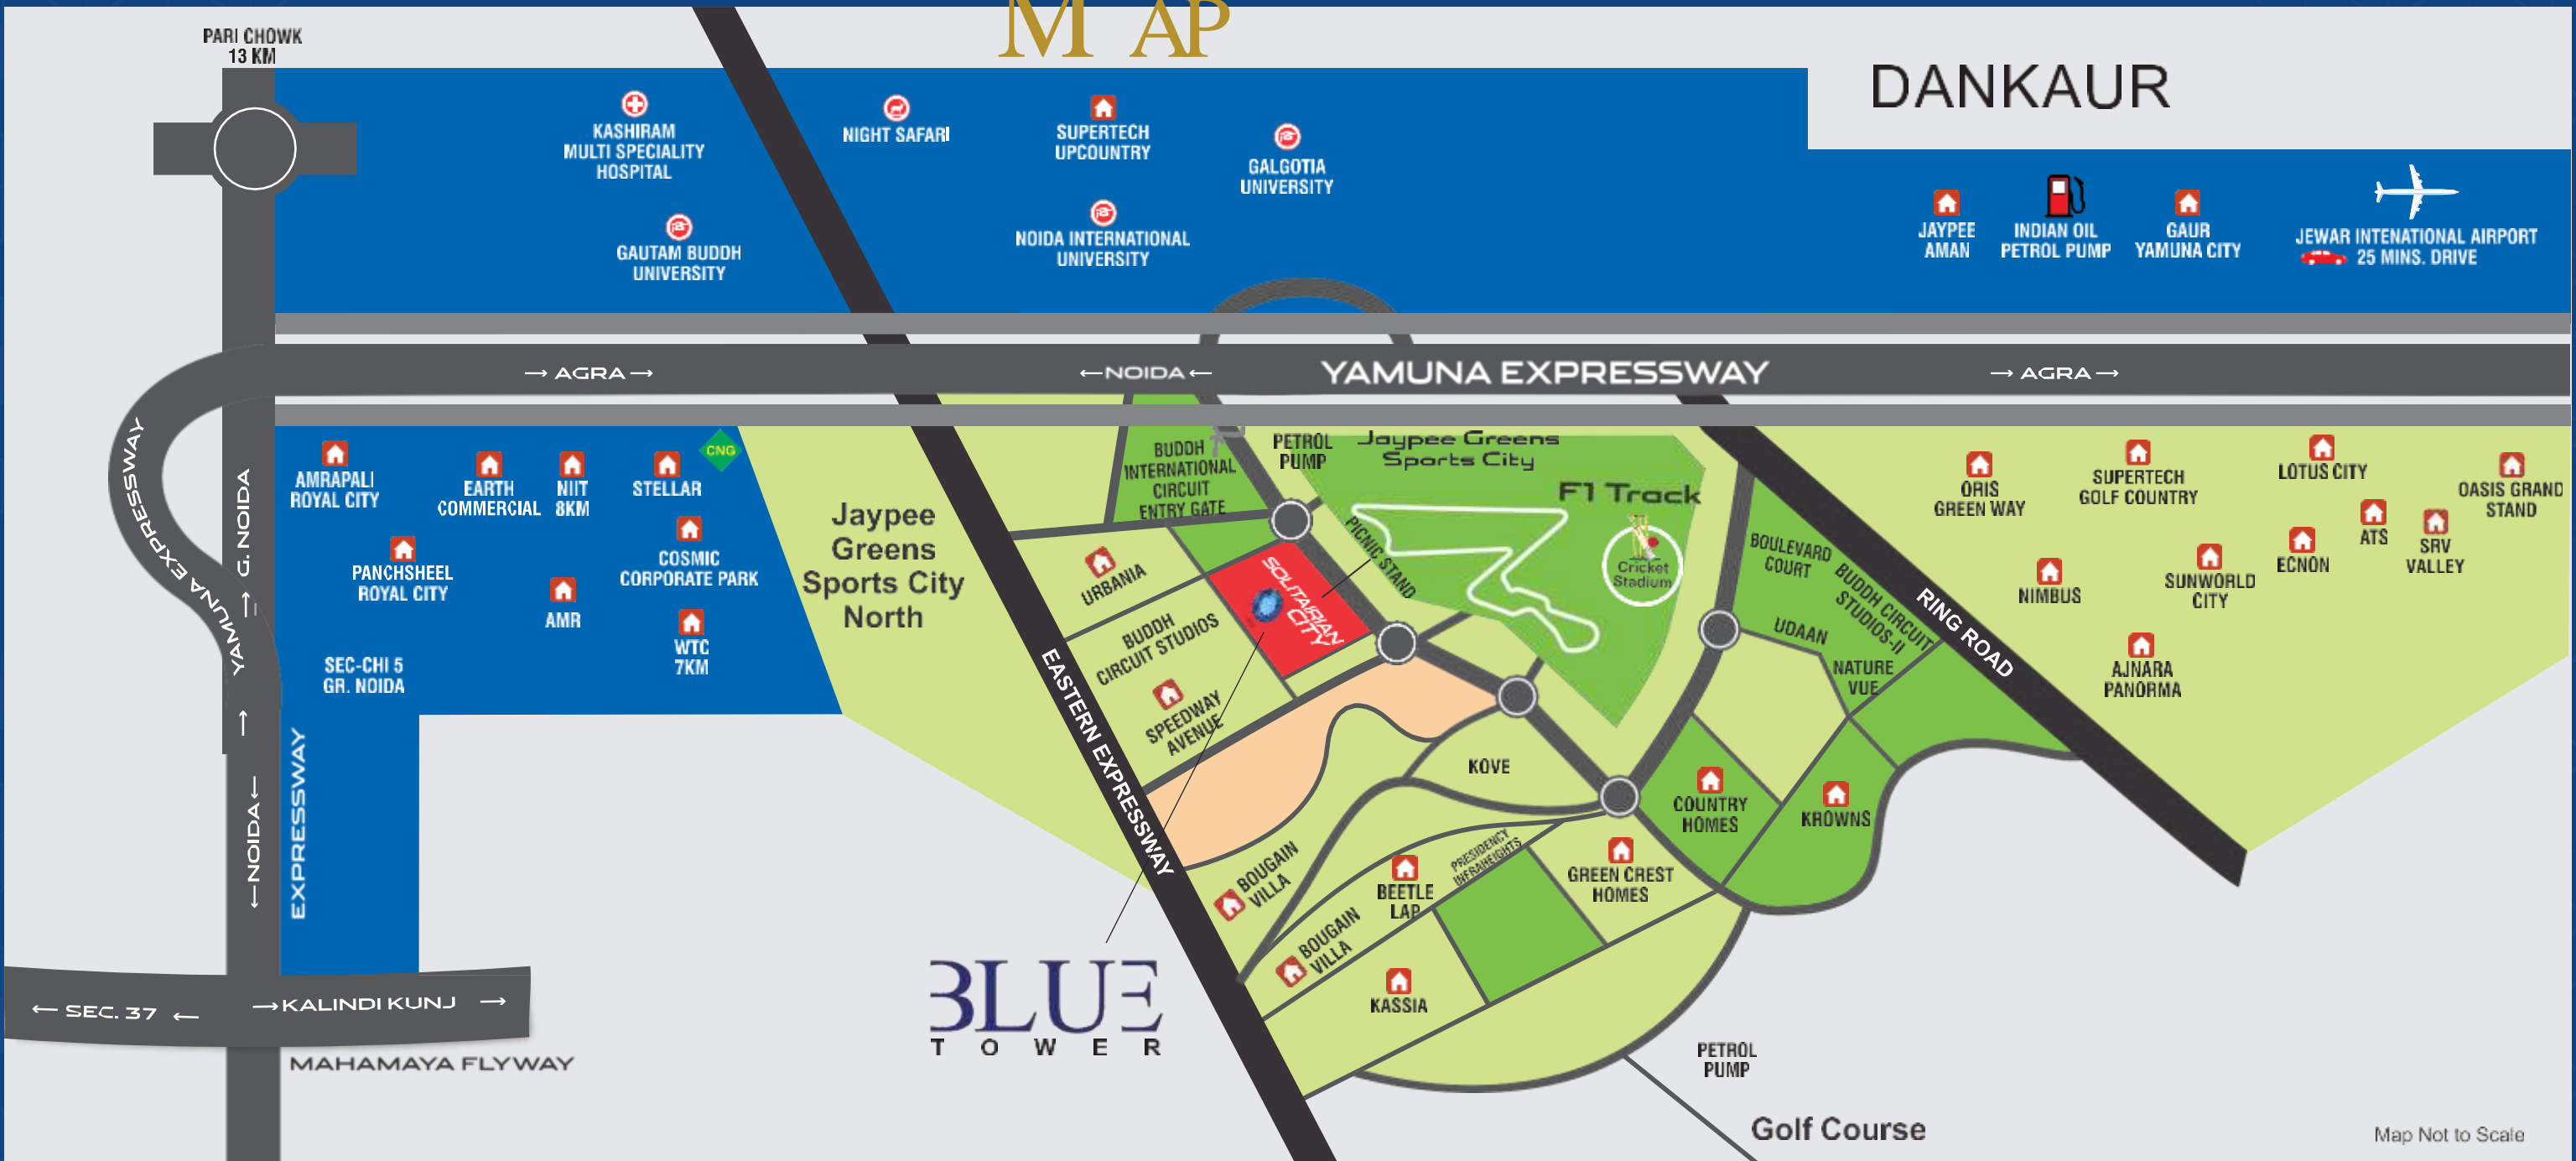 MAP
PARI CHOWK
13 KM
DANKAUR
KASHIRAM
MULTI SPECIALITY
HOSPITAL
NIGHT SAFARI
SUPERTECH
UPCOUNTRY
GALGOTIA
UNIVERSITY
GAUTAM BUDDH
UNIVERSITY
NOIDA INTERNATIONAL
UNIVERSITY
JAYPEE
AMAN
INDIAN OIL
PETROL PUMP
GAUR
YAMUNA CITY
JEWAR INTENATIONAL AIRPORT
25 MINS. DRIVE
→ AGRA →
← NOIDA ←
YAMUNA EXPRESSWAY
→ AGRA →
YAMUNA EXPRESSWAY
→ G. NOIDA
AMRAPALI
ROYAL CITY
EARTH
COMMERCIAL
NIIT
8KM
STELLAR
CNG
PANCHSHEEL
ROYAL CITY
AMR
COSMIC
CORPORATE PARK
WTC
7KM
SEC-CHI 5
GR. NOIDA
Jaypee
Greens
Sports City
North
BUDDH
INTERNATIONAL
CIRCUIT
ENTRY GATE
PETROL
PUMP
Jaypee Greens
Sports City
F1 Track
Cricket
Stadium
PICNIC STAND
URBANIA
SOLITAIRIAN
CITY
BUDDH
CIRCUIT STUDIOS
SPEEDWAY
AVENUE
EASTERN EXPRESSWAY
BOULEVARD
COURT
BUDDH CIRCUIT
STUDIOS-II
UDAAN
NATURE
VUE
RING ROAD
ORIS
GREEN WAY
SUPERTECH
GOLF COUNTRY
LOTUS CITY
OASIS GRAND
STAND
NIMBUS
SUNWORLD
CITY
ECNON
ATS
SRV
VALLEY
AJNARA
PANORMA
KOVE
COUNTRY
HOMES
KROWNS
BOUGAIN
VILLA
BEETLE
LAP
PRESIDENCY
INFRAHEIGHTS
GREEN CREST
HOMES
BOUGAIN
VILLA
KASSIA
← NOIDA ←
EXPRESSWAY
← SEC. 37 ←
→ KALINDI KUNJ →
MAHAMAYA FLYWAY
BLUE
TOWER
PETROL
PUMP
Golf Course
Map Not to Scale